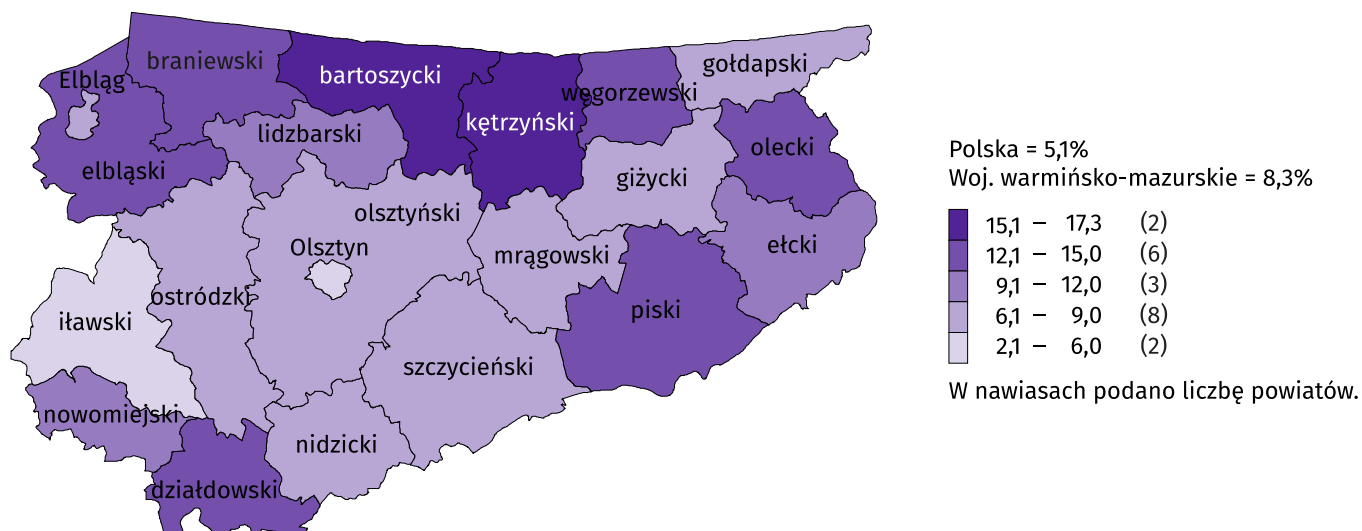 braniewski
gołdapski
bartoszycki
Elbląg
węgorzewski
kętrzyński
lidzbarski
olecki
elbląski
giżycki
olsztyński
ełcki
Olsztyn
mrągowski
ostródzki
piski
iławski
szczycieński
nowomiejski
nidzicki
działdowski
Polska = 5,1%
Woj. warmińsko-mazurskie = 8,3%
15,1 – 17,3 (2)
12,1 – 15,0 (6)
9,1 – 12,0 (3)
6,1 – 9,0 (8)
2,1 – 6,0 (2)
W nawiasach podano liczbę powiatów.